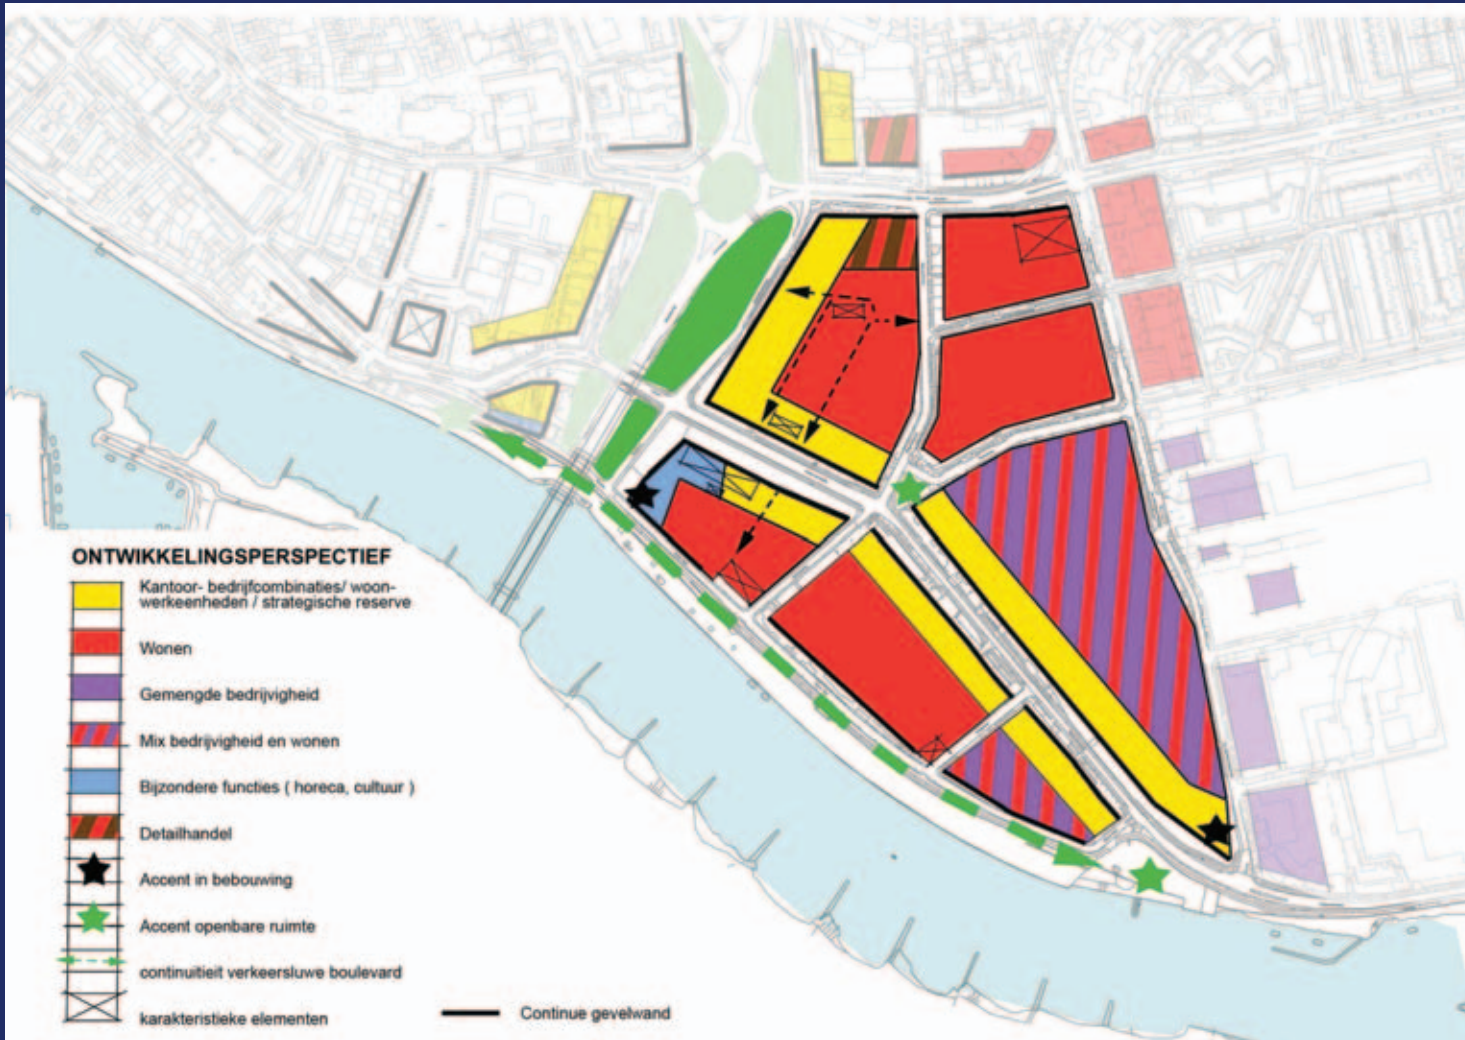 ONTWIKKELINGSPERSPECTIEF
Kantoor- bedrijfcombinaties/ woon-
werkeenheden / strategische reserve
Wonen
Gemengde bedrijvigheid
Mix bedrijvigheid en wonen
Bijzondere functies ( horeca, cultuur )
Detailhandel
Accent in bebouwing
Accent openbare ruimte
continuitieit verkeersluwe boulevard
karakteristieke elementen
Continue gevelwand